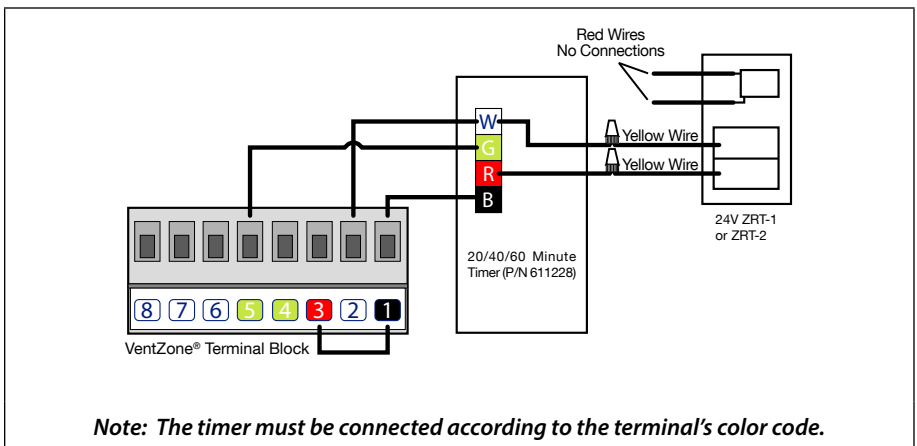 Red Wires
No Connections
W
G
R
B
Yellow Wire
Yellow Wire
24V ZRT-1
or ZRT-2
20/40/60 Minute
Timer (P/N 611228)
8 7 6 5 4 3 2 1
VentZone® Terminal Block
Note: The timer must be connected according to the terminal's color code.